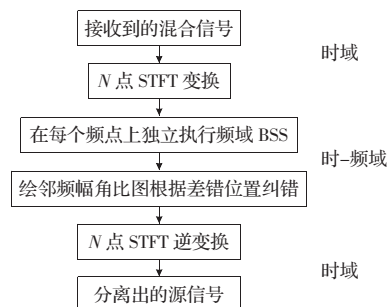 接收到的混合信号
时域
N 点 STFT 变换
在每个频点上独立执行频域 BSS
时–频域
绘邻频幅角比图根据差错位置纠错
N 点 STFT 逆变换
时域
分离出的源信号